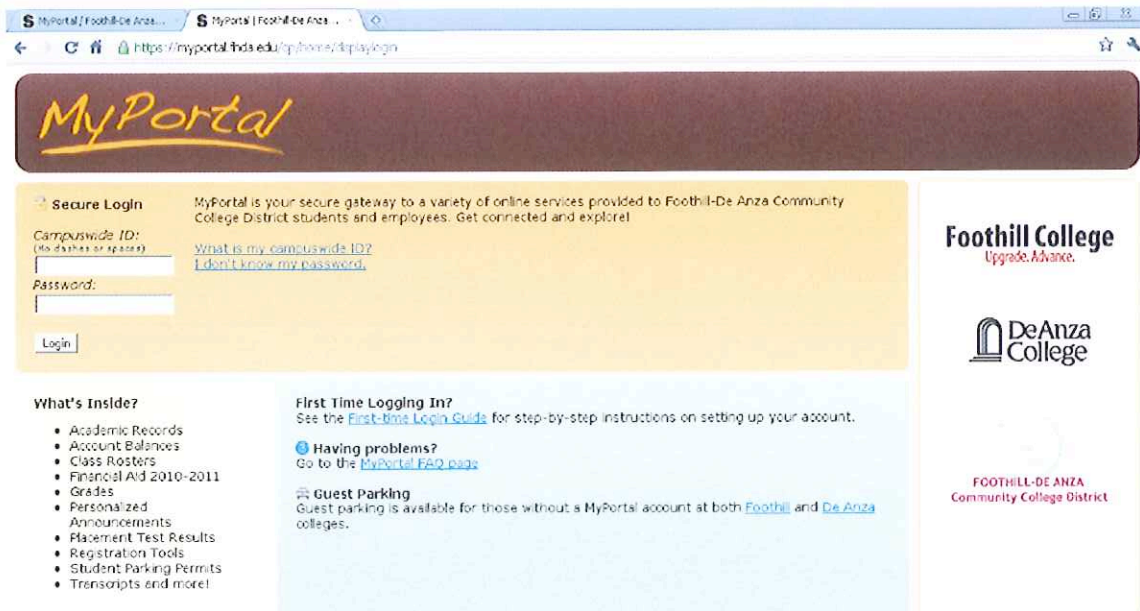 MyPortal / Foothill-De Anza...
MyPortal | Foothill-De Anza ...
https://myportal.fhda.edu/cp/home/displaylogin
MyPortal
Secure Login
Campuswide ID:
(No dashes or spaces)
Password:
Login
MyPortal is your secure gateway to a variety of online services provided to Foothill-De Anza Community
College District students and employees. Get connected and explore!
What is my campuswide ID?
I don't know my password.
Foothill College
Upgrade. Advance.
DeAnza
College
FOOTHILL-DE ANZA
Community College District
What's Inside?
• Academic Records
• Account Balances
• Class Rosters
• Financial Aid 2010-2011
• Grades
• Personalized
Announcements
• Placement Test Results
• Registration Tools
• Student Parking Permits
• Transcripts and more!
First Time Logging In?
See the First-time Login Guide for step-by-step instructions on setting up your account.
Having problems?
Go to the MyPortal FAQ page
Guest Parking
Guest parking is available for those without a MyPortal account at both Foothill and De Anza
colleges.